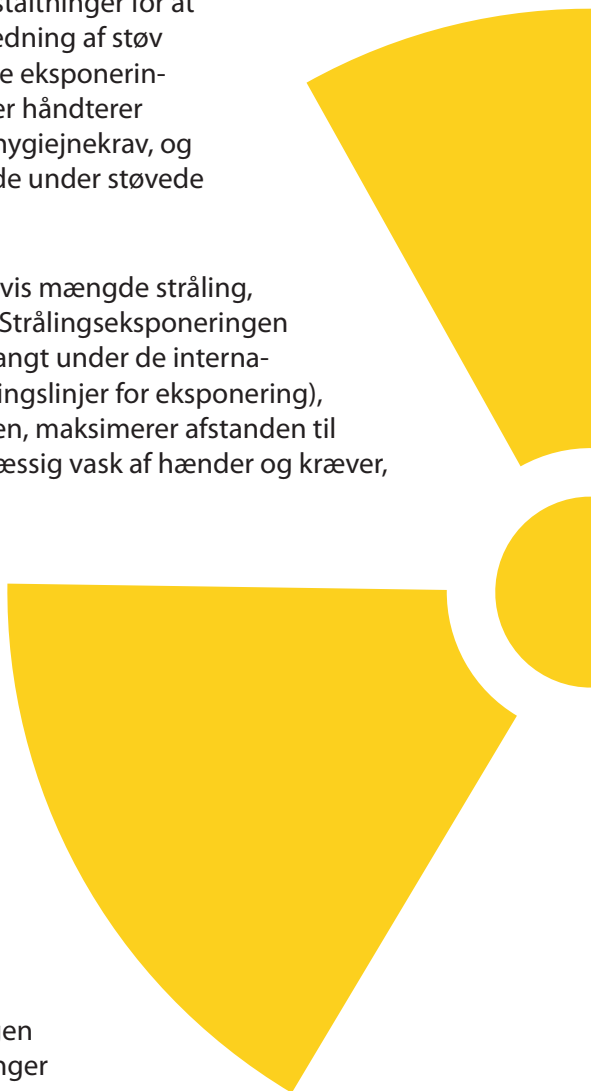 staltninger for at
edning af støv
e eksponerin-
er håndterer
hygiejnekrav, og
de under støvede
vis mængde stråling,
Strålingseksponeringen
angt under de interna-
ingslinjer for eksponering),
en, maksimerer afstanden til
æssig vask af hænder og kræver,
en
nger